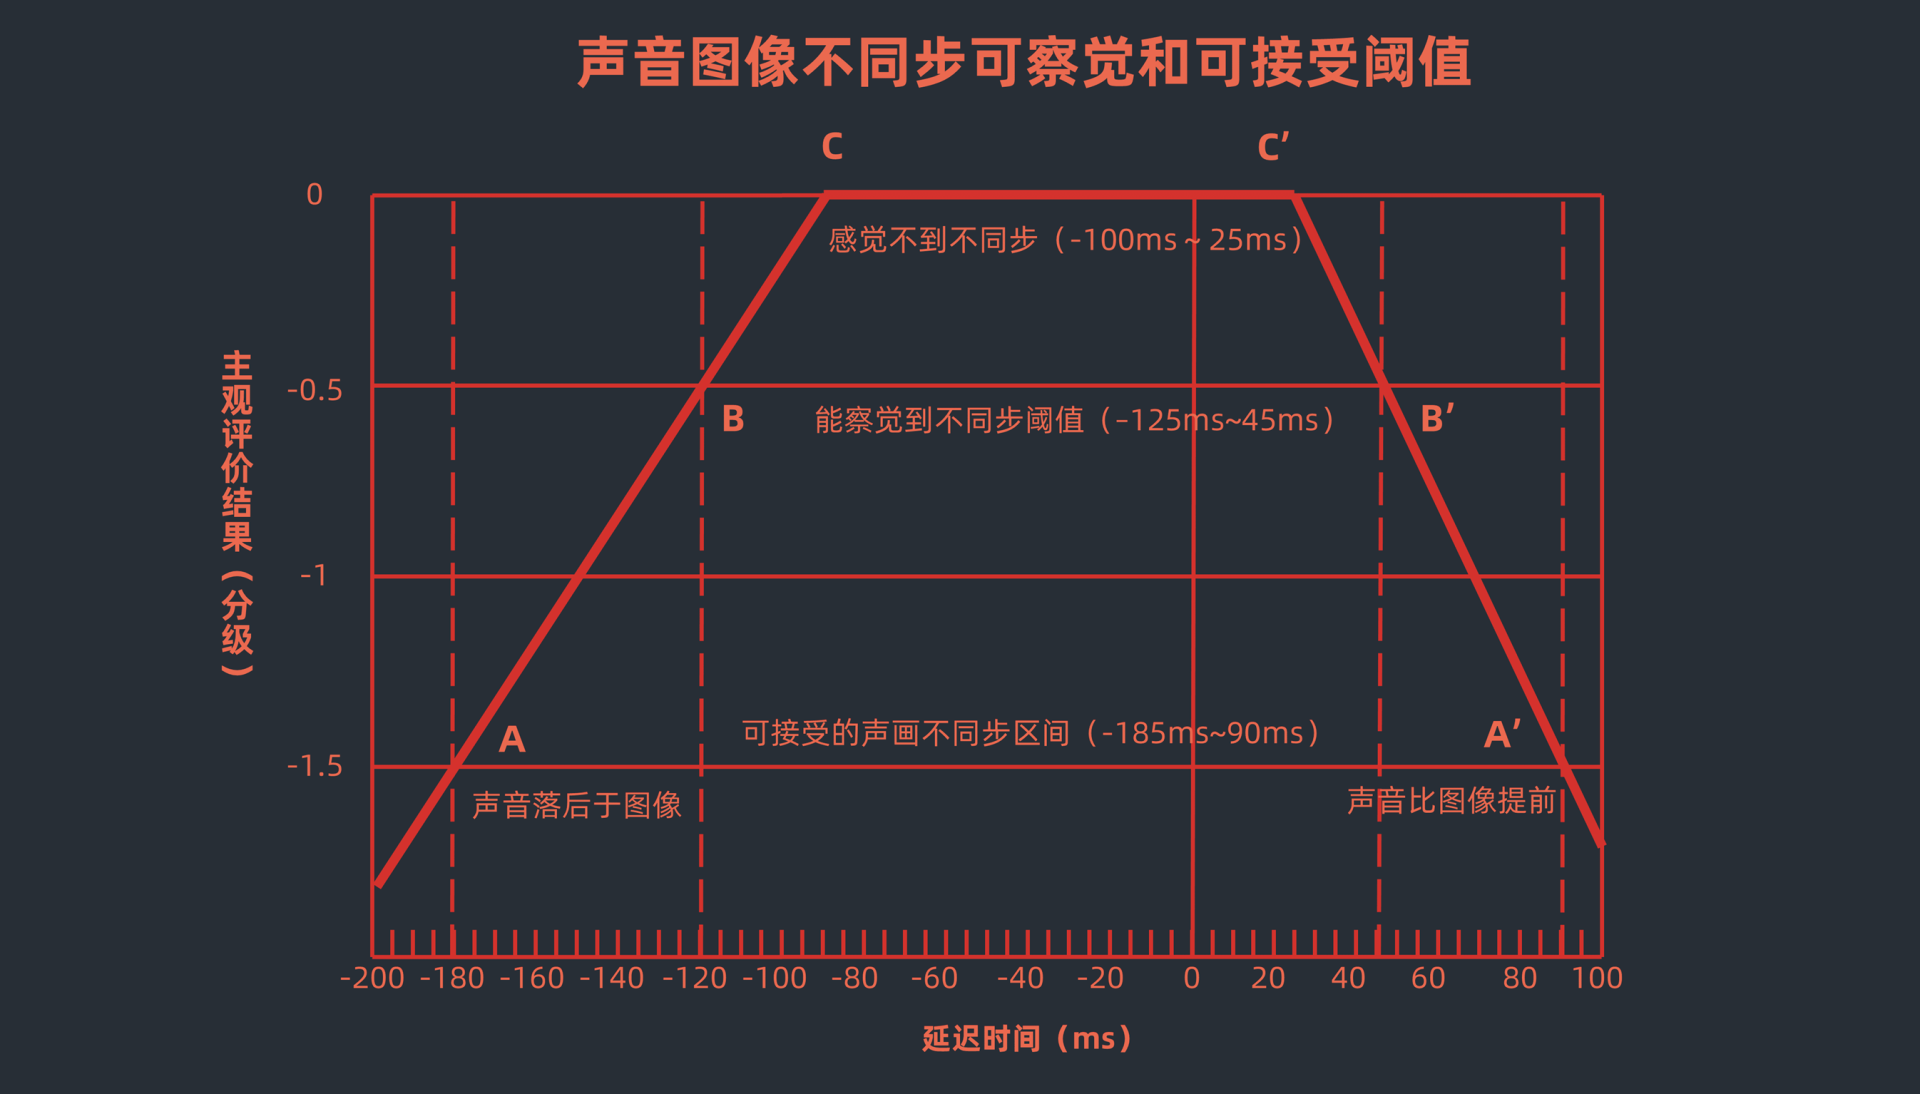 声音图像不同步可察觉和可接受阈值
C
C’
0
感觉不到不同步（-100ms ~ 25ms）
主观评价结果（分级）
-0.5
B
能察觉到不同步阈值（-125ms~45ms）
B’
-1
A
可接受的声画不同步区间（-185ms~90ms）
A’
-1.5
声音落后于图像
声音比图像提前
-200 -180 -160 -140 -120 -100 -80 -60 -40 -20 0 20 40 60 80 100
延迟时间（ms）